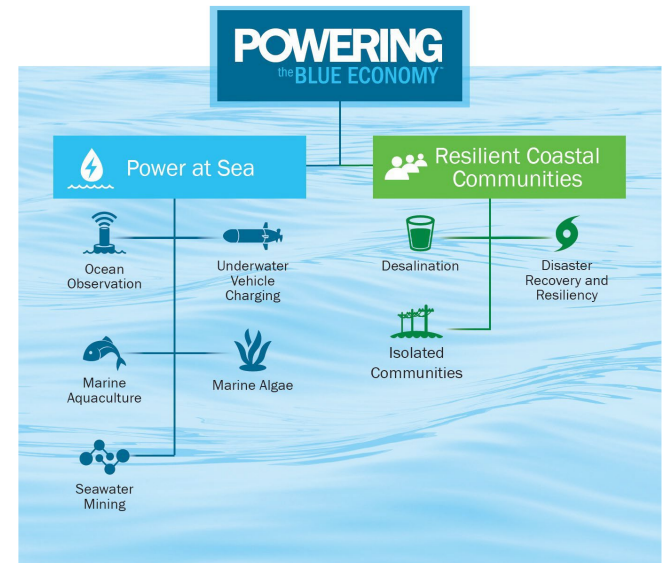 POWERING
the BLUE ECONOMY™
Power at Sea
Resilient Coastal
Communities
Ocean
Observation
Underwater
Vehicle
Charging
Desalination
Disaster
Recovery and
Resiliency
Marine
Aquaculture
Marine Algae
Isolated
Communities
Seawater
Mining